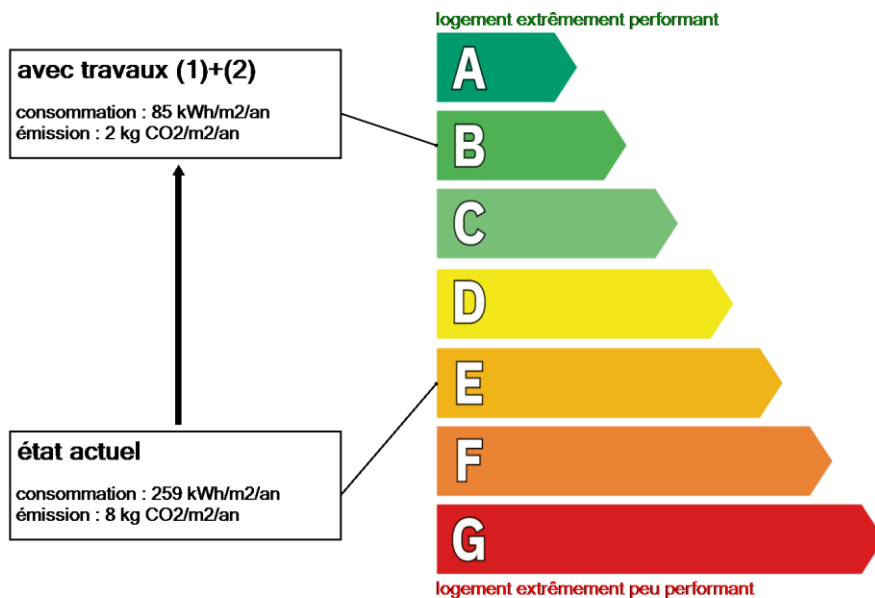 logement extrêmement performant
avec travaux (1)+(2)
consommation : 85 kWh/m2/an
émission : 2 kg CO2/m2/an
A
B
C
D
E
F
G
état actuel
consommation : 259 kWh/m2/an
émission : 8 kg CO2/m2/an
logement extrêmement peu performant